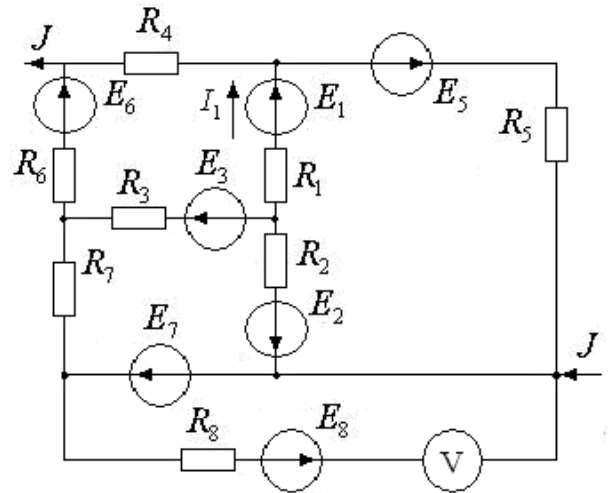 J R₄
E₆ I₁ E₁ E₅
R₅
R₆ R₃ E₃ R₁
R₇ R₂
E₇ E₂
J
R₈ E₈ V